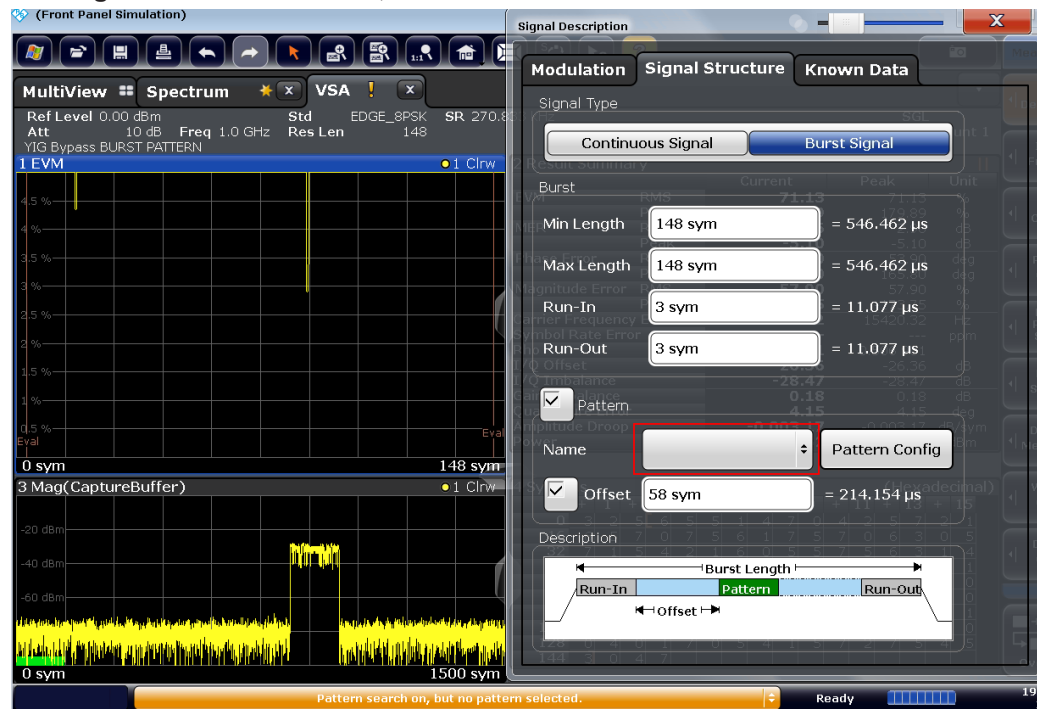 (Front Panel Simulation)
MultiView Spectrum VSA ! x
Ref Level 0.00 dBm Std EDGE_8PSK SR 270.8
Att 10 dB Freq 1.0 GHz Res Len 148
YIG Bypass BURST PATTERN
1 EVM 1 Clrw
4.5 %
4 %
3.5 %
3 %
2.5 %
2 %
1.5 %
1 %
0.5 %
Eval Eval
0 sym 148 sym
3 Mag(CaptureBuffer) 1 Clrw
-20 dBm
-40 dBm
-60 dBm
0 sym 1500 sym
Signal Description
Modulation Signal Structure Known Data
Signal Type
Continuous Signal Burst Signal
Burst
Min Length 148 sym = 546.462 µs
Max Length 148 sym = 546.462 µs
Run-In 3 sym = 11.077 µs
Run-Out 3 sym = 11.077 µs
Pattern
Name Pattern Config
Offset 58 sym = 214.154 µs
Description
Burst Length
Run-In Pattern Run-Out
Offset
Pattern search on, but no pattern selected. Ready 19